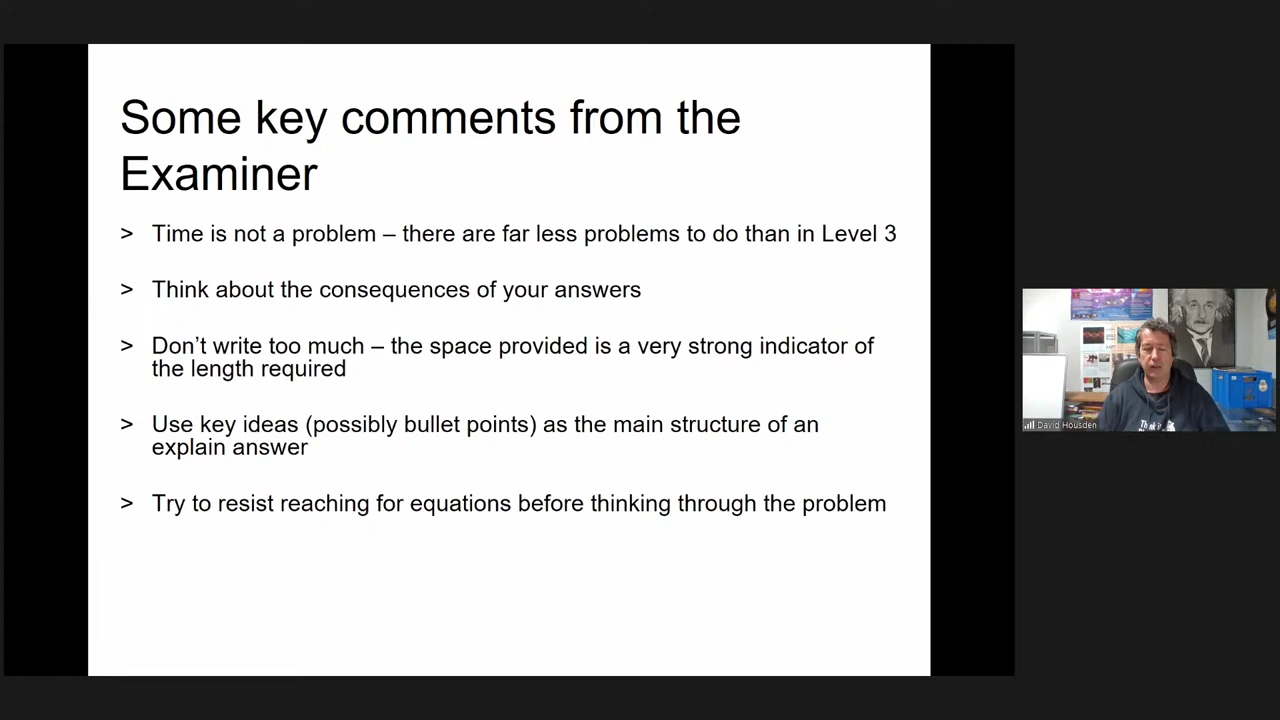 Some key comments from the
Examiner
> Time is not a problem – there are far less problems to do than in Level 3
> Think about the consequences of your answers
> Don’t write too much – the space provided is a very strong indicator of
the length required
> Use key ideas (possibly bullet points) as the main structure of an
explain answer
> Try to resist reaching for equations before thinking through the problem
David Housden